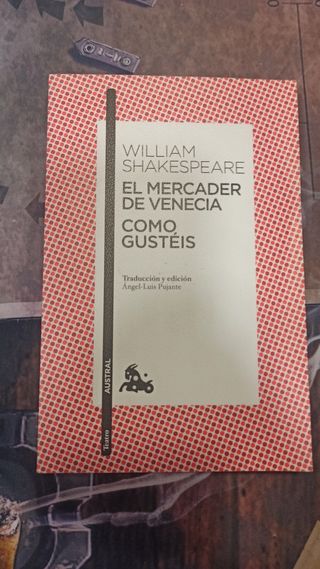 WILLIAM
SHAKESPEARE
EL MERCADER
DE VENECIA
COMO
GUSTÉIS
Traducción y edición
Ángel-Luis Pujante
AUSTRAL
Teatro